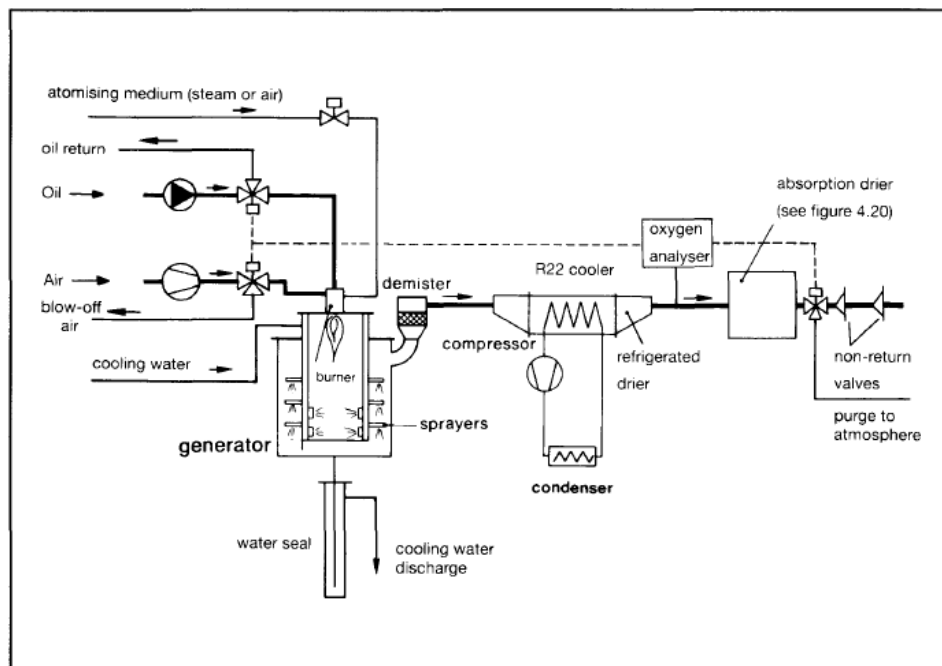 atomising medium (steam or air)
oil return
Oil
absorption drier
(see figure 4.20)
oxygen
analyser
R22 cooler
Air
demister
blow-off
air
compressor
refrigerated
drier
non-return
valves
cooling water
burner
purge to
atmosphere
sprayers
generator
condenser
water seal
cooling water
discharge